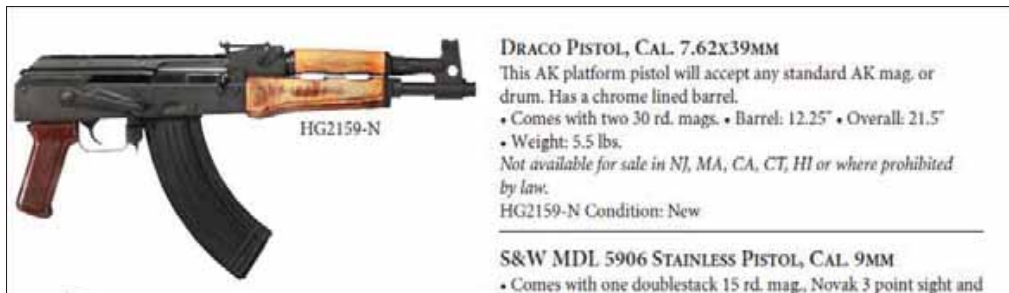 HG2159-N
DRACO PISTOL, CAL. 7.62X39MM
This AK platform pistol will accept any standard AK mag. or
drum. Has a chrome lined barrel.
• Comes with two 30 rd. mags. • Barrel: 12.25" • Overall: 21.5"
• Weight: 5.5 lbs.
Not available for sale in NJ, MA, CA, CT, HI or where prohibited
by law.
HG2159-N Condition: New
S&W MDL 5906 STAINLESS PISTOL, CAL. 9MM
• Comes with one doublestack 15 rd. mag., Novak 3 point sight and